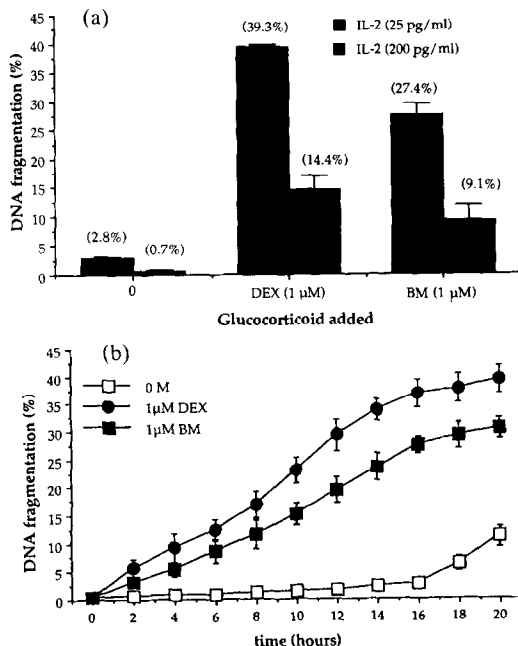 (a)
IL-2 (25 pg/ml)
IL-2 (200 pg/ml)
DNA fragmentation (%)
45
40
35
30
25
20
15
10
5
0
(39.3%)
(27.4%)
(14.4%)
(9.1%)
(2.8%)
(0.7%)
0
DEX (1 μM)
BM (1 μM)
Glucocorticoid added
(b)
0 M
1μM DEX
1μM BM
DNA fragmentation (%)
45
40
35
30
25
20
15
10
5
0
0 2 4 6 8 10 12 14 16 18 20
time (hours)